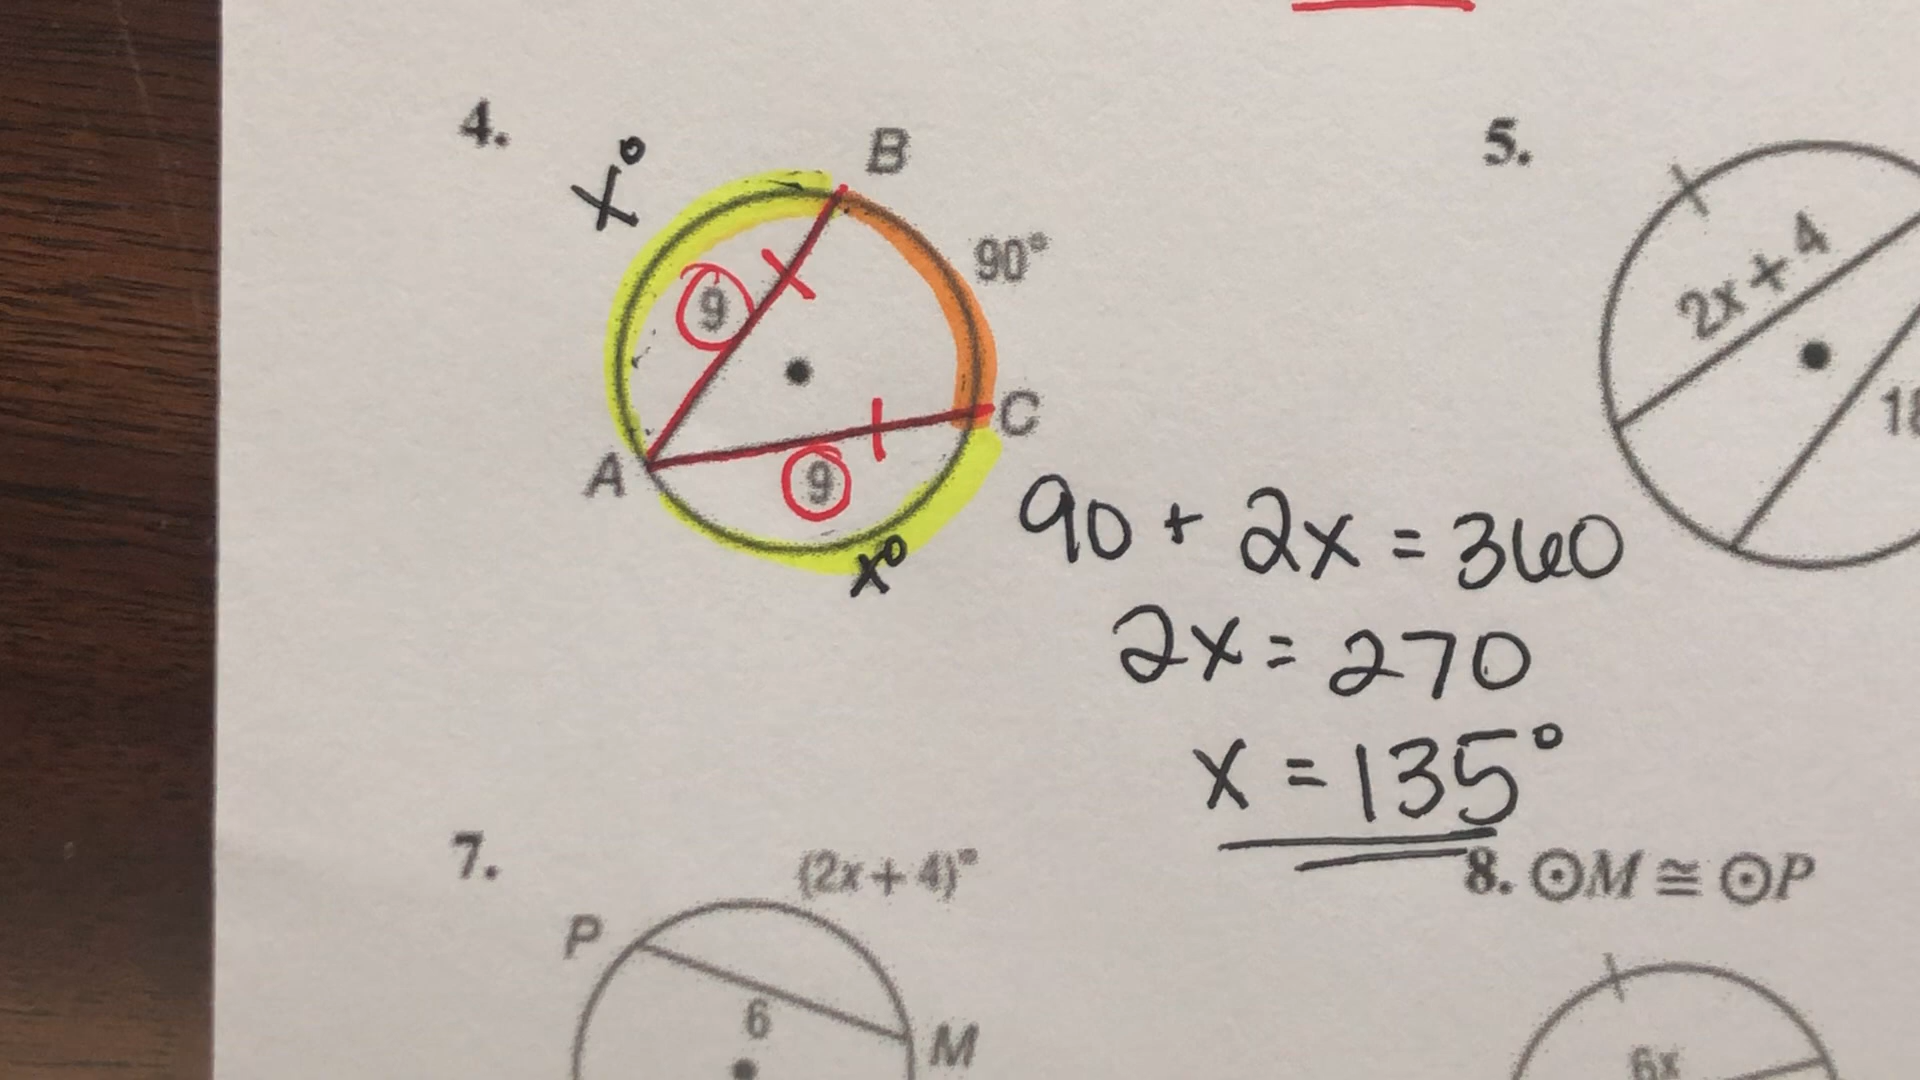 4.
x°
B
90°
9
A
9
C
x°
90 + 2x = 360
2x = 270
x = 135°
5.
2x + 4
7.
(2x + 4)°
P
6
M
8. ⊙M ≅ ⊙P
6x